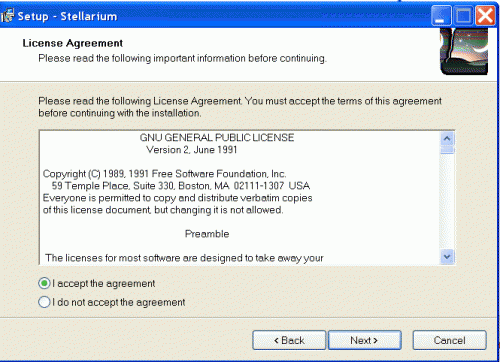 Setup - Stellarium
License Agreement
Please read the following important information before continuing.
Please read the following License Agreement. You must accept the terms of this agreement
before continuing with the installation.
GNU GENERAL PUBLIC LICENSE
Version 2, June 1991
Copyright (C) 1989, 1991 Free Software Foundation, Inc.
59 Temple Place, Suite 330, Boston, MA 02111-1307 USA
Everyone is permitted to copy and distribute verbatim copies
of this license document, but changing it is not allowed.
Preamble
The licenses for most software are designed to take away your
I accept the agreement
I do not accept the agreement
< Back Next > Cancel